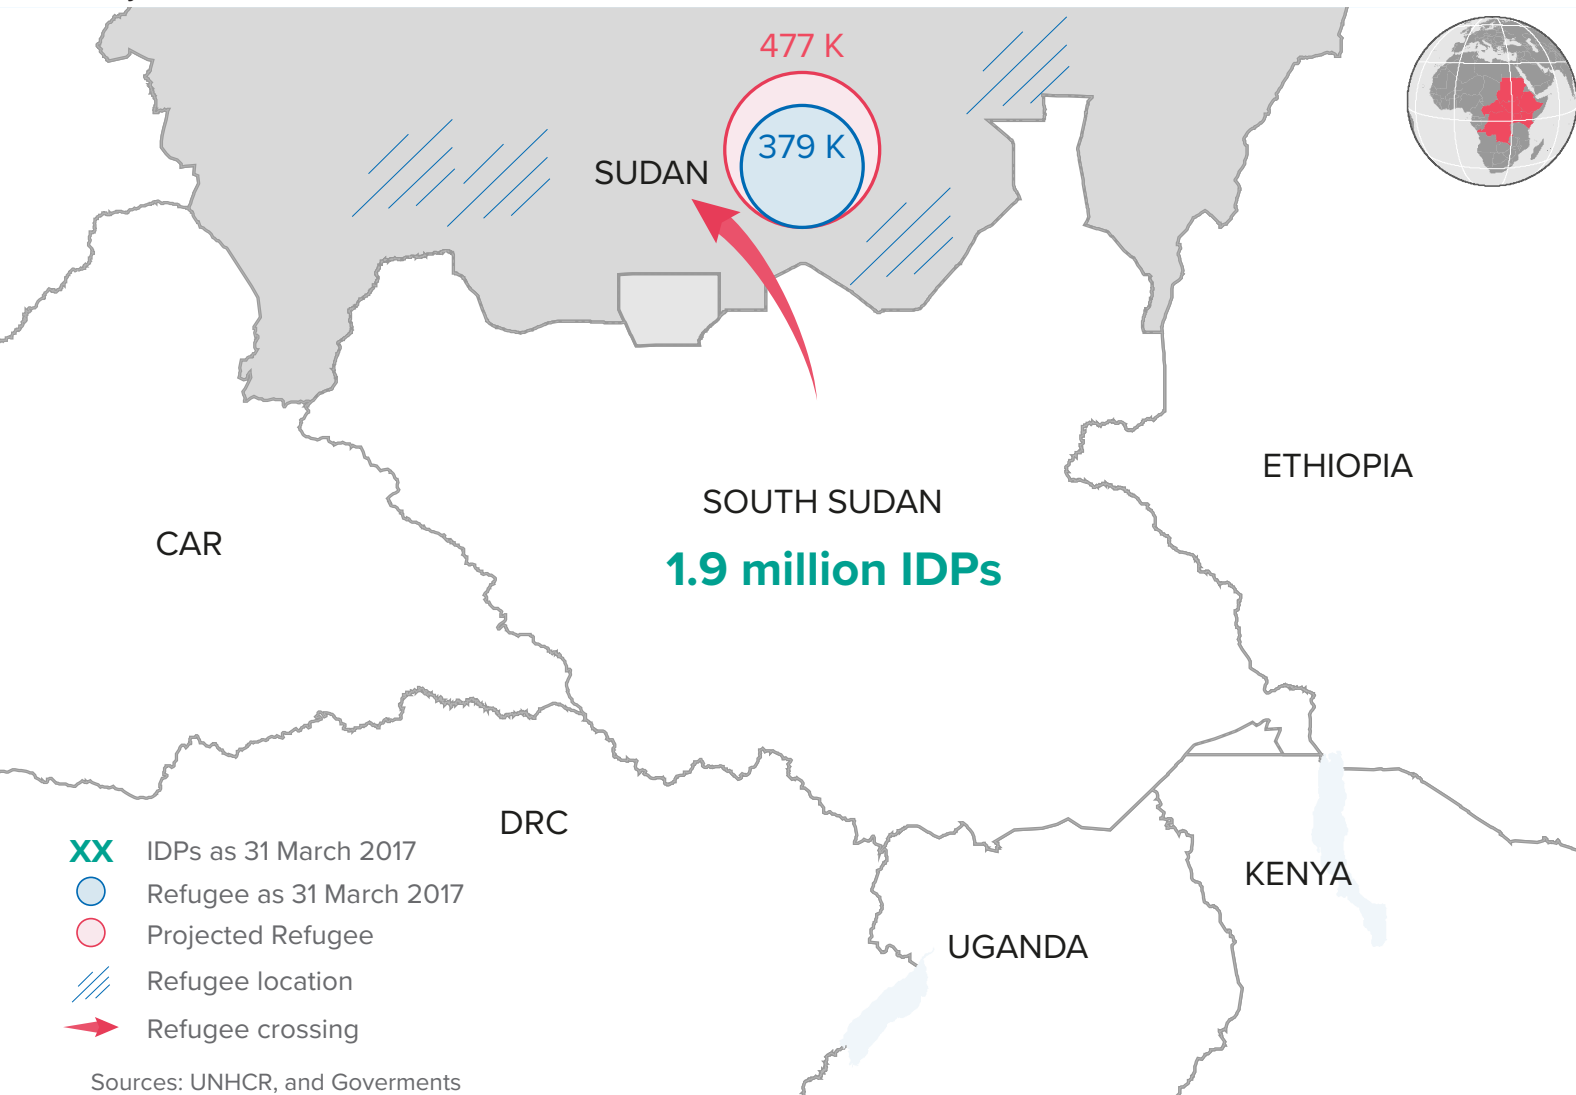 477 K
379 K
SUDAN
ETHIOPIA
SOUTH SUDAN
CAR
1.9 million IDPs
DRC
XX IDPs as 31 March 2017
KENYA
Refugee as 31 March 2017
Projected Refugee
UGANDA
Refugee location
Refugee crossing
Sources: UNHCR, and Goverments